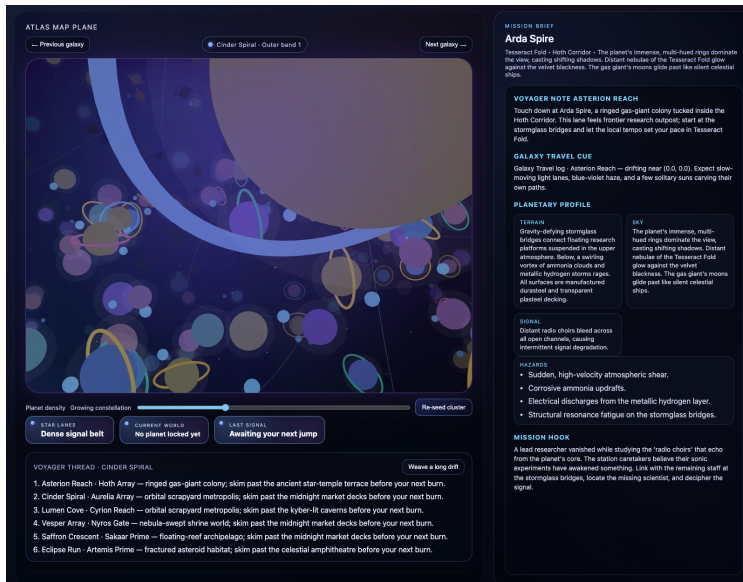 ATLAS MAP PLANE
← Previous galaxy
Cinder Spiral · Outer band 1
Next galaxy →
Planet density Growing constellation
Re-seed cluster
STAR LANES
Dense signal belt
CURRENT WORLD
No planet locked yet
LAST SIGNAL
Awaiting your next jump
VOYAGER THREAD · CINDER SPIRAL
Weave a long drift
1. Asterion Reach · Hoth Array — ringed gas-giant colony; skim past the ancient star-temple terrace before your next burn.
2. Cinder Spiral · Aurelia Array — orbital scrapyard metropolis; skim past the midnight market decks before your next burn.
3. Lumen Cove · Cyrion Reach — orbital scrapyard metropolis; skim past the kyber-lit caverns before your next burn.
4. Vesper Array · Nyros Gate — nebula-swept shrine world; skim past the midnight market decks before your next burn.
5. Saffron Crescent · Sakaar Prime — floating-reef archipelago; skim past the midnight market decks before your next burn.
6. Eclipse Run · Artemis Prime — fractured asteroid habitat; skim past the celestial amphitheatre before your next burn.
MISSION BRIEF
Arda Spire
Tesseract Fold • Hoth Corridor • The planet's immense, multi-hued rings dominate
the view, casting shifting shadows. Distant nebulae of the Tesseract Fold glow
against the velvet blackness. The gas giant's moons glide past like silent celestial
ships.
VOYAGER NOTE ASTERION REACH
Touch down at Arda Spire, a ringed gas-giant colony tucked inside the
Hoth Corridor. This lane feels frontier research outpost; start at the
stormglass bridges and let the local tempo set your pace in Tesseract
Fold.
GALAXY TRAVEL CUE
Galaxy Travel log · Asterion Reach — drifting near (0.0, 0.0). Expect slow-
moving light lanes, blue-violet haze, and a few solitary suns carving their
own paths.
PLANETARY PROFILE
TERRAIN
Gravity-defying stormglass
bridges connect floating research
platforms suspended in the upper
atmosphere. Below, a swirling
vortex of ammonia clouds and
metallic hydrogen storms rages.
All surfaces are manufactured
durasteel and transparent
plasteel decking.
SKY
The planet's immense, multi-
hued rings dominate the view,
casting shifting shadows. Distant
nebulae of the Tesseract Fold
glow against the velvet
blackness. The gas giant's moons
glide past like silent celestial
ships.
SIGNAL
Distant radio choirs bleed across
all open channels, causing
intermittent signal degradation.
HAZARDS
• Sudden, high-velocity atmospheric shear.
• Corrosive ammonia updrafts.
• Electrical discharges from the metallic hydrogen layer.
• Structural resonance fatigue on the stormglass bridges.
MISSION HOOK
A lead researcher vanished while studying the 'radio choirs' that echo
from the planet's core. The station caretakers believe their sonic
experiments have awakened something. Link with the remaining staff at
the stormglass bridges, locate the missing scientist, and decipher the
signal.